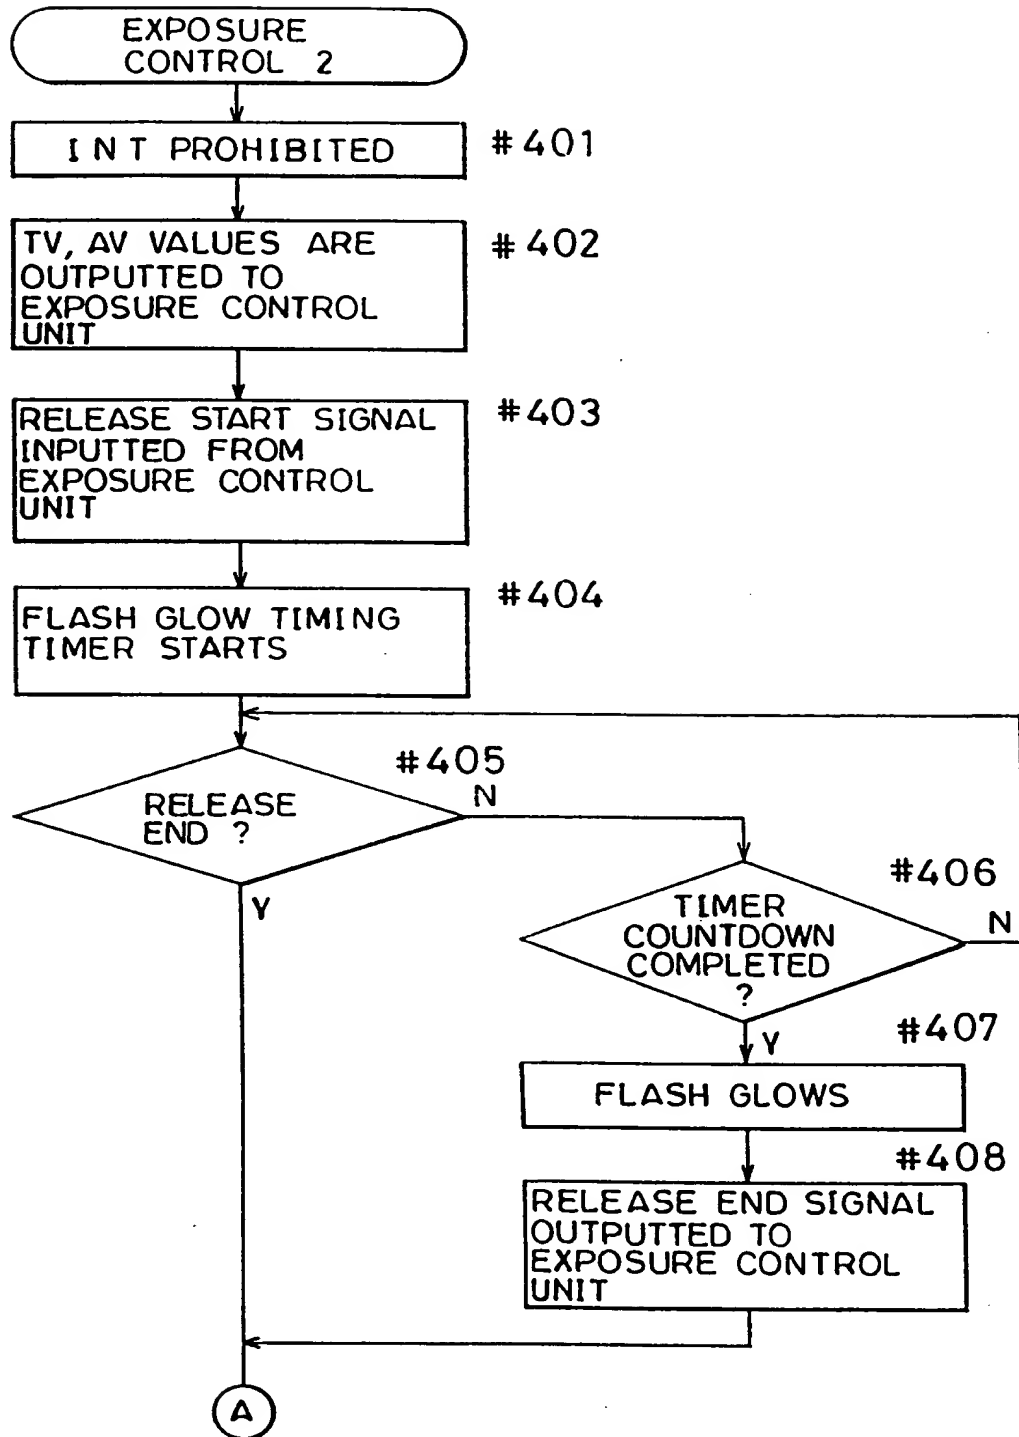 EXPOSURE
CONTROL 2
INT PROHIBITED
#401
TV, AV VALUES ARE
OUTPUTTED TO
EXPOSURE CONTROL
UNIT
#402
RELEASE START SIGNAL
INPUTTED FROM
EXPOSURE CONTROL
UNIT
#403
FLASH GLOW TIMING
TIMER STARTS
#404
RELEASE
END ?
#405
N
Y
TIMER
COUNTDOWN
COMPLETED
?
#406
N
Y
#407
FLASH GLOWS
#408
RELEASE END SIGNAL
OUTPUTTED TO
EXPOSURE CONTROL
UNIT
A